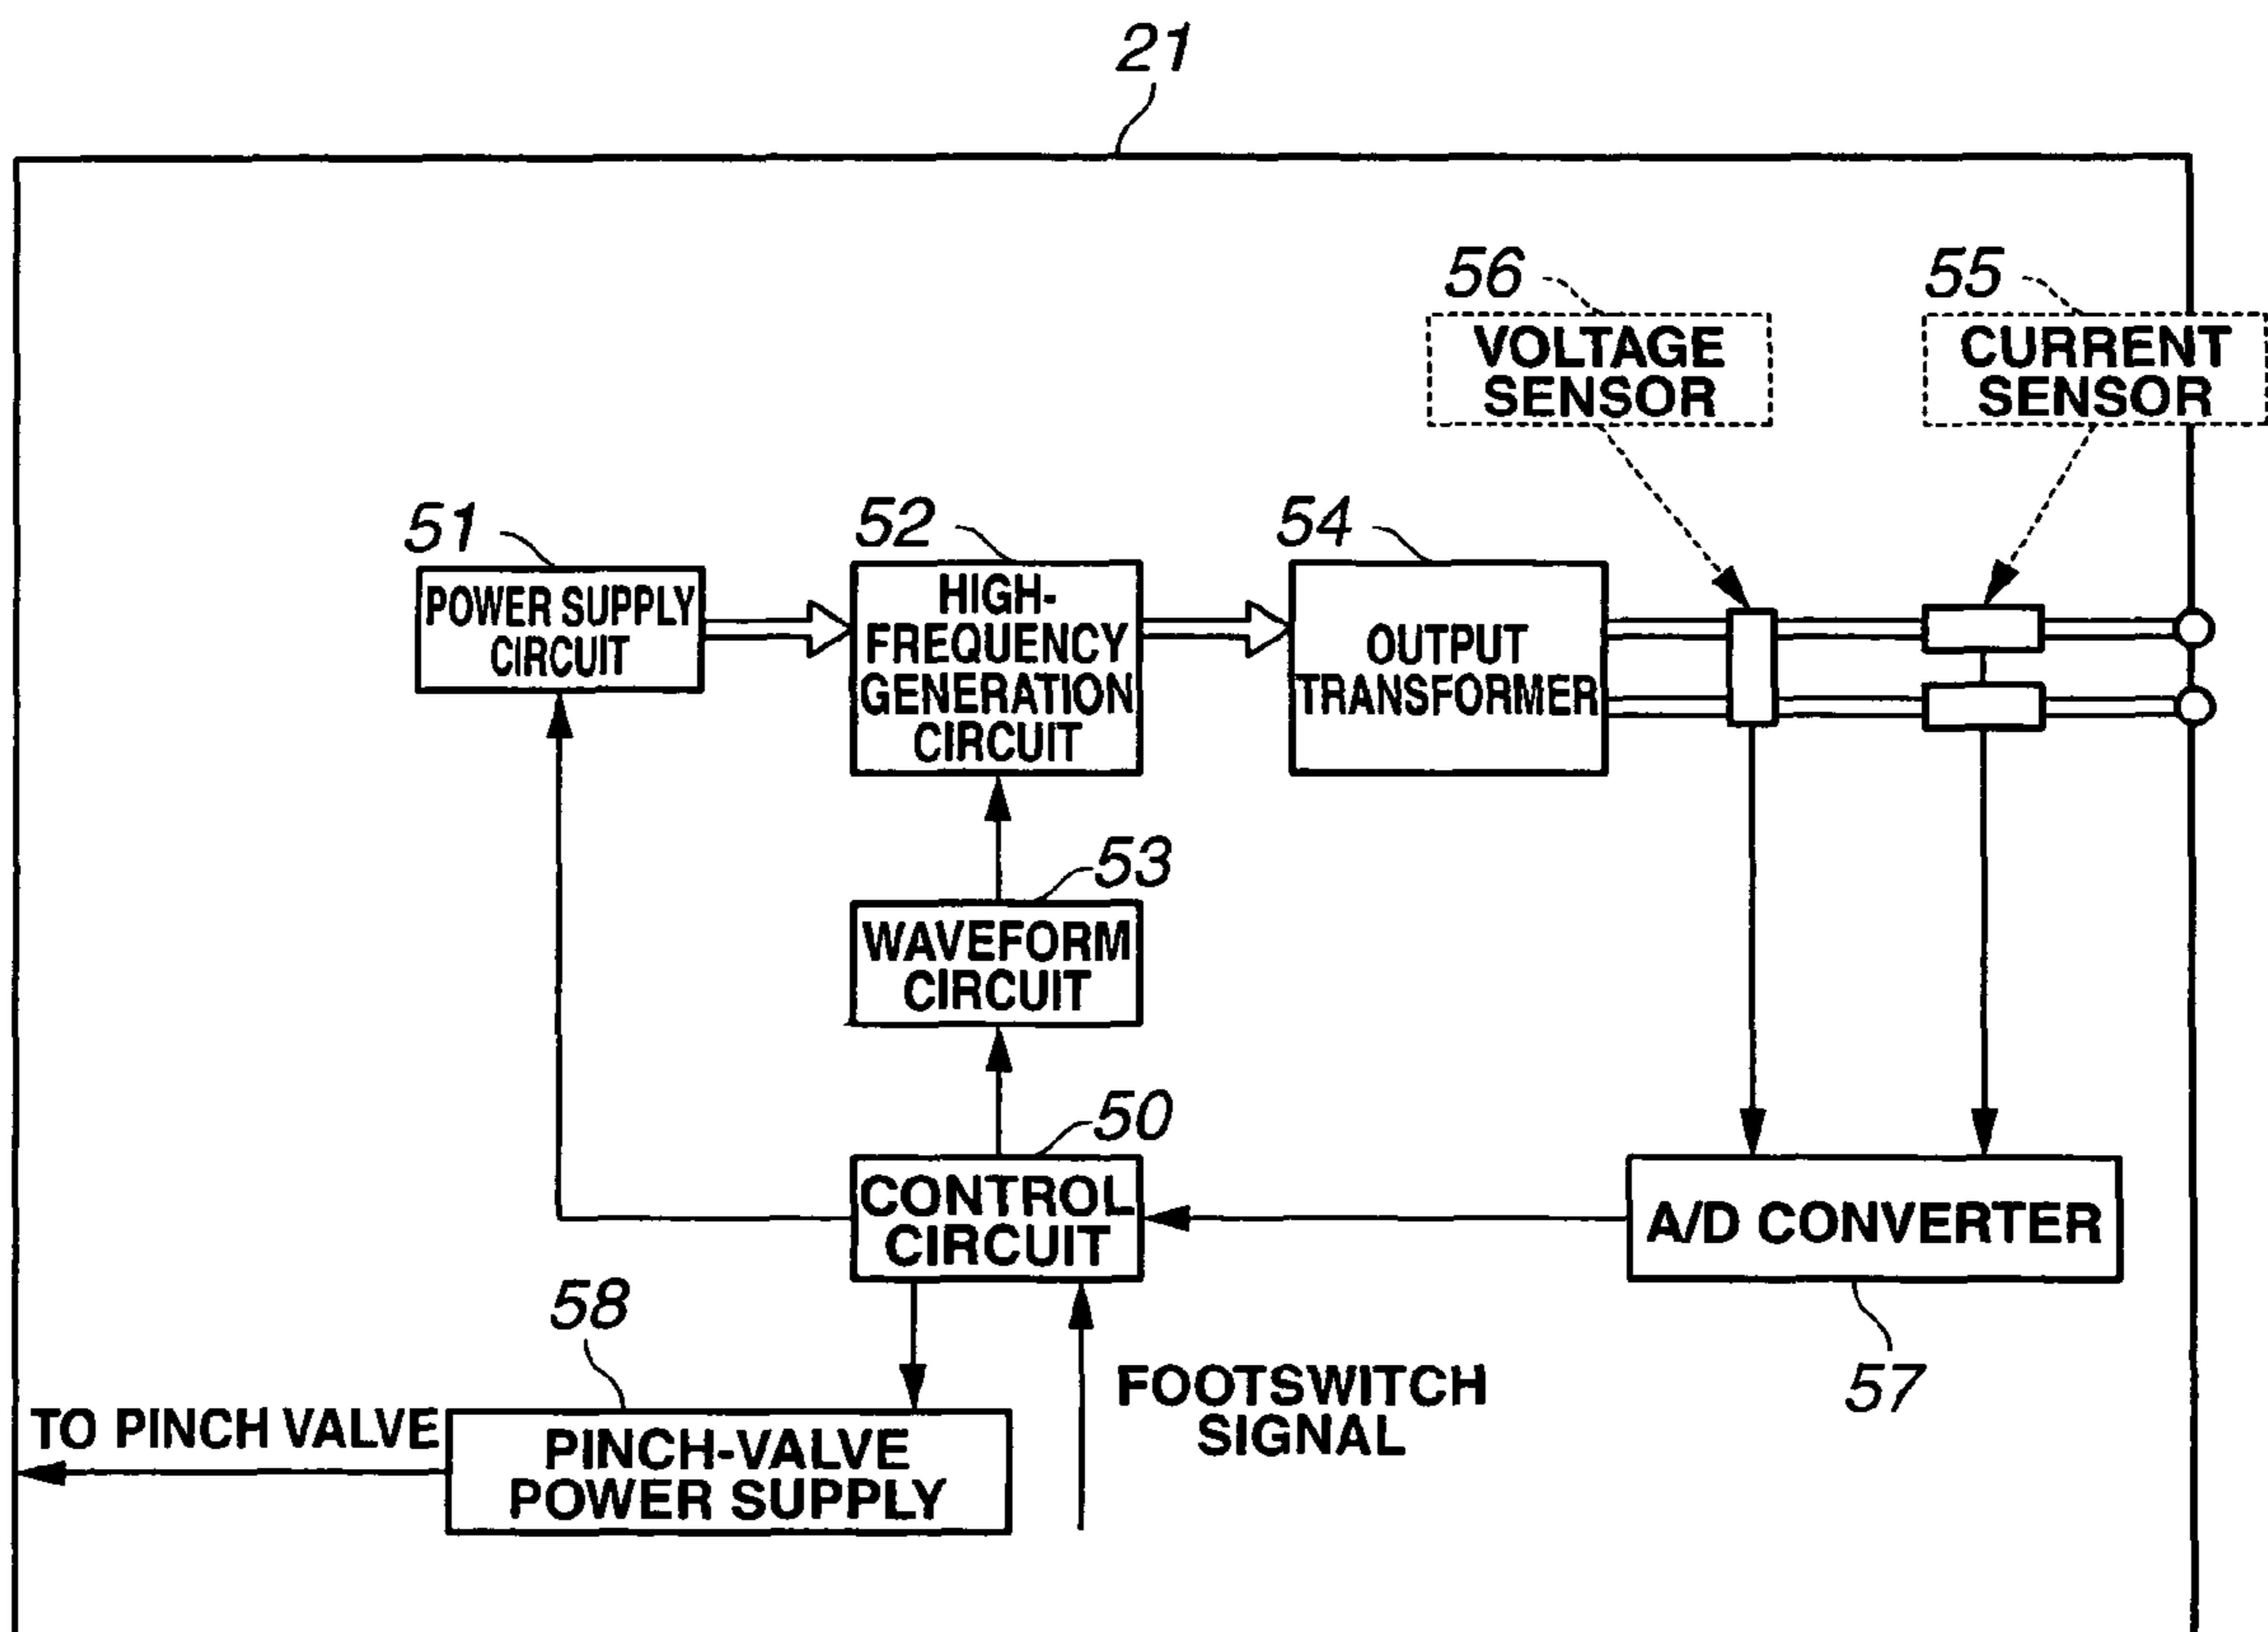 21
56
55
VOLTAGE
SENSOR
CURRENT
SENSOR
51
52
54
POWER SUPPLY
CIRCUIT
HIGH-
FREQUENCY
GENERATION
CIRCUIT
OUTPUT
TRANSFORMER
53
WAVEFORM
CIRCUIT
50
CONTROL
CIRCUIT
A/D CONVERTER
58
57
FOOTSWITCH
SIGNAL
TO PINCH VALVE
PINCH-VALVE
POWER SUPPLY